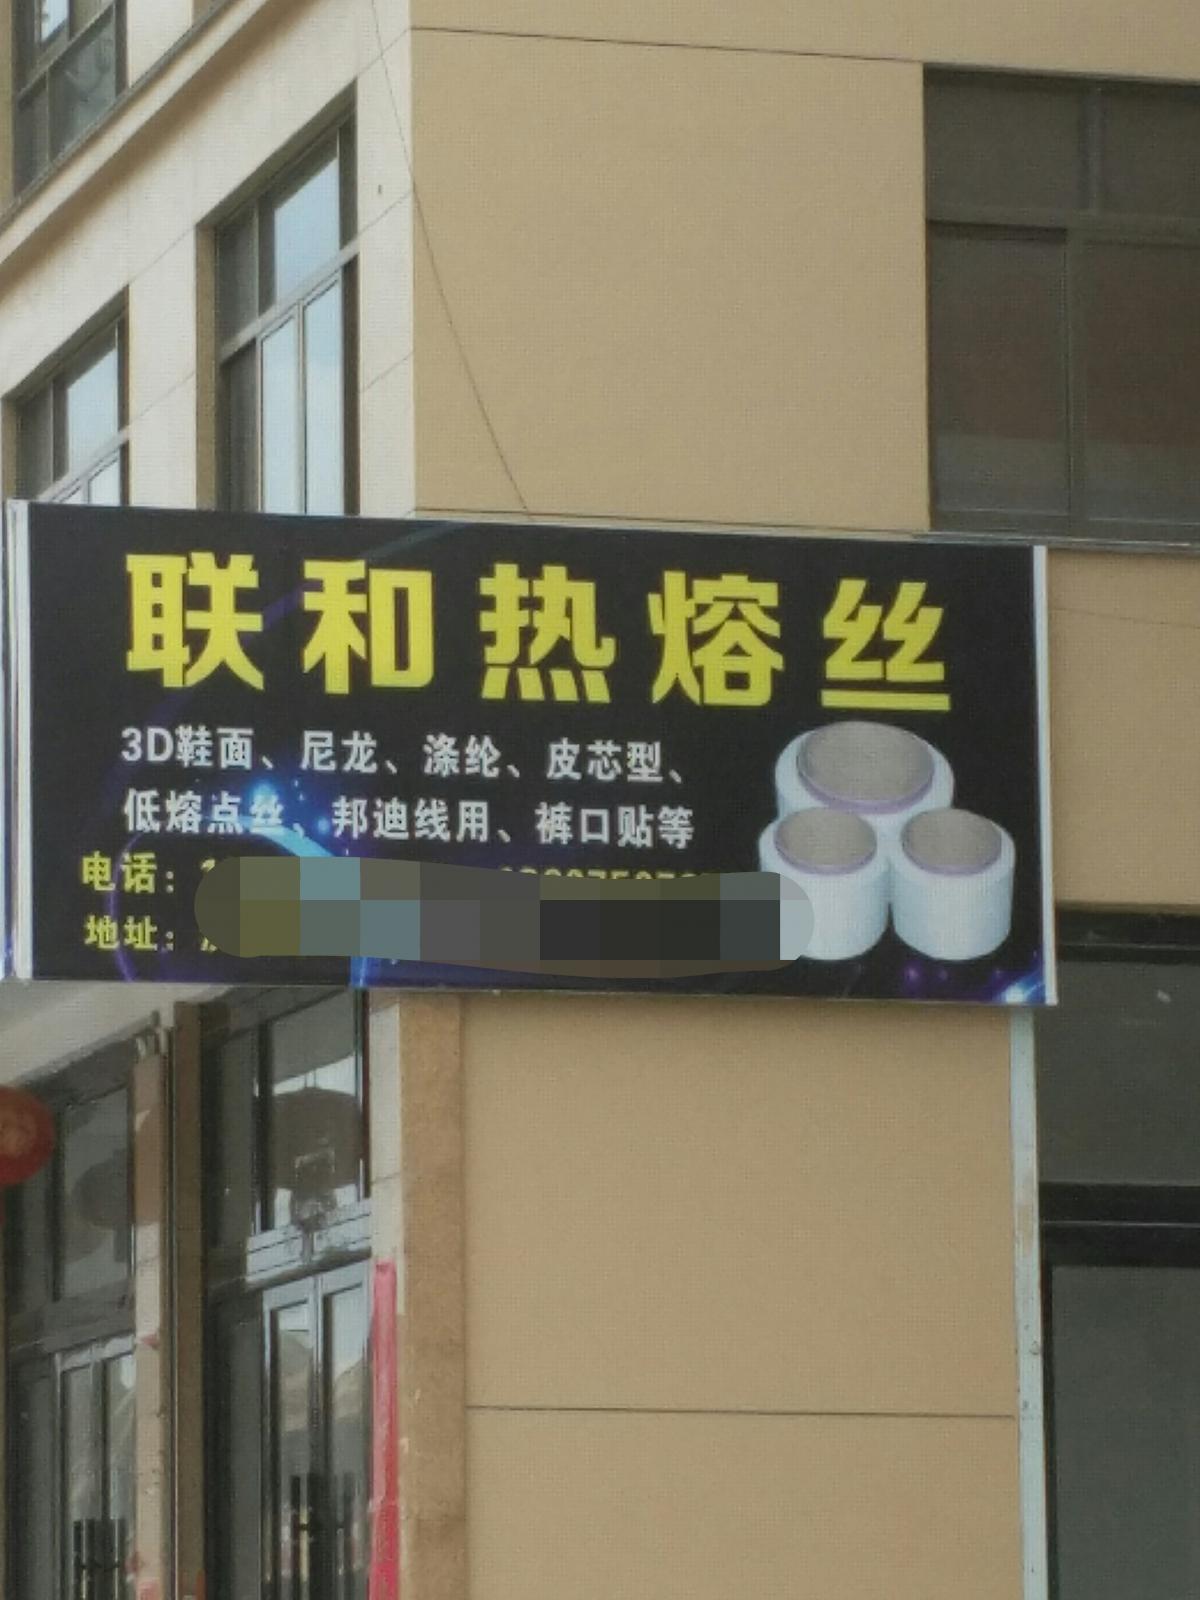 联和热熔丝
3D鞋面、尼龙、涤纶、皮芯型、
低熔点丝、邦迪线用、裤口贴等
电话：
地址：